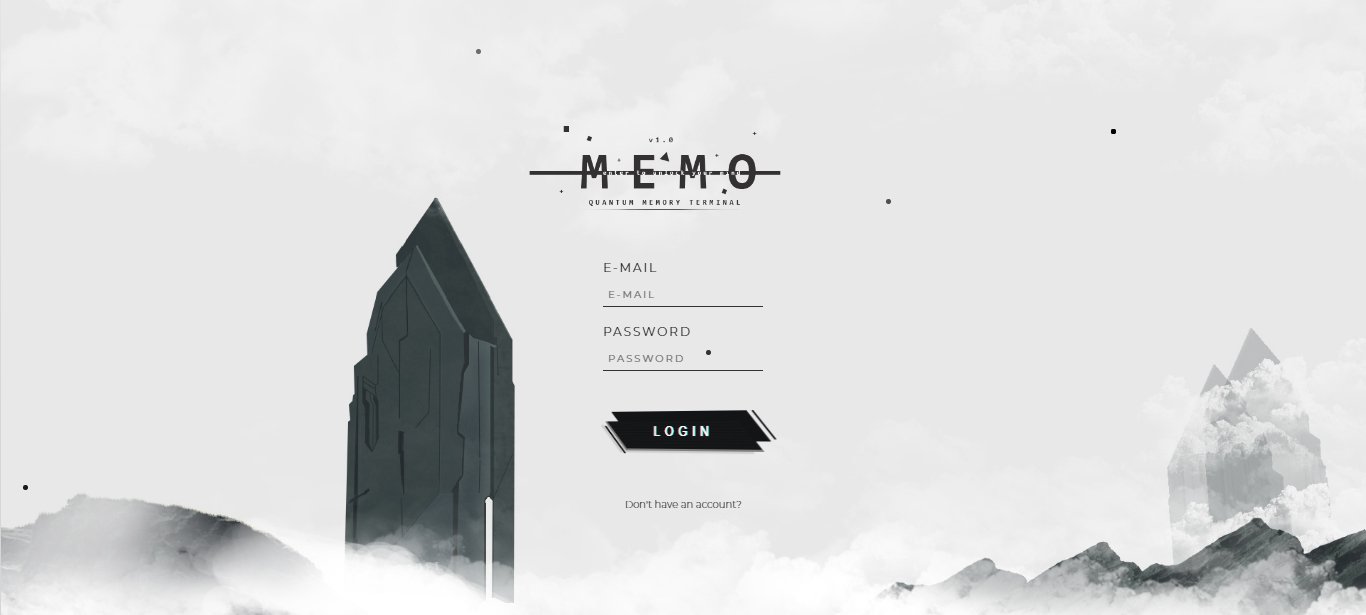 v1.0
MEMO
enter to unlock your mind
QUANTUM MEMORY TERMINAL
E-MAIL
E-MAIL
PASSWORD
PASSWORD
LOGIN
Don't have an account?